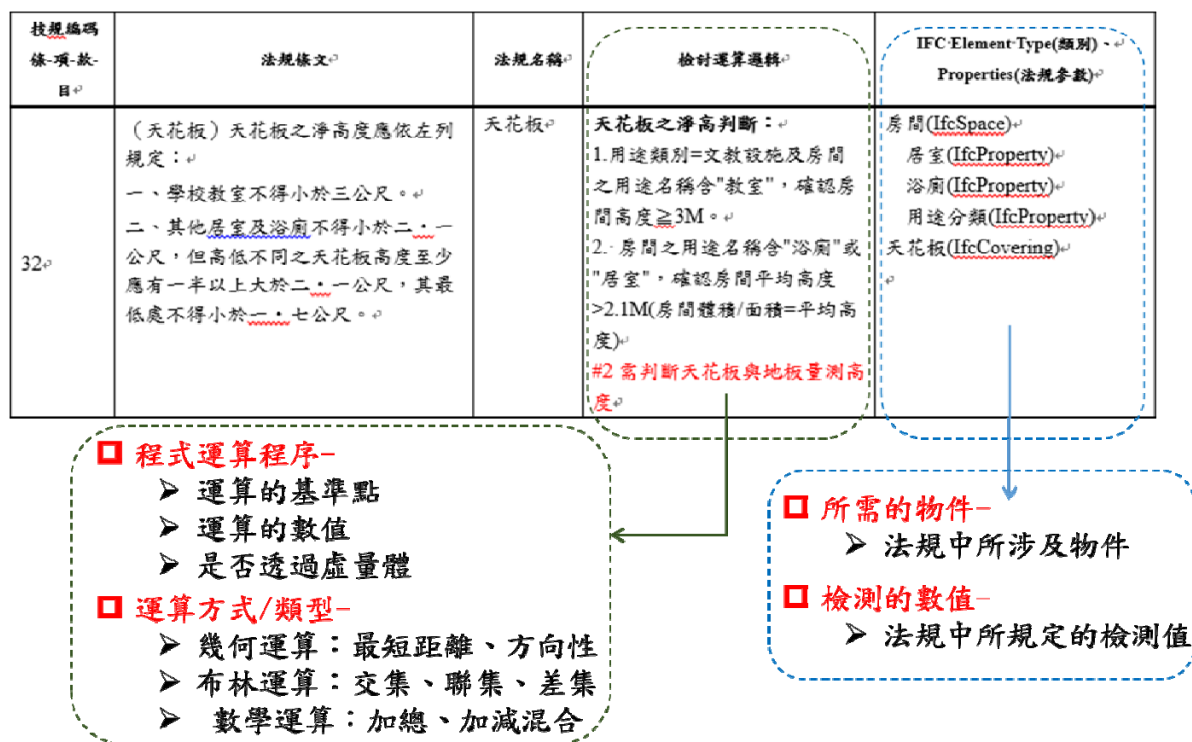 技規編碼
條-項-款-
目
法規條文
法規名稱
檢討運算邏輯
IFC Element Type(類別)、
Properties(法規參數)
32
(天花板)天花板之淨高度應依左列
規定：
一、學校教室不得小於三公尺。
二、其他居室及浴廁不得小於二・一
公尺，但高低不同之天花板高度至少
應有一半以上大於二・一公尺，其最
低處不得小於一・七公尺。
天花板
天花板之淨高判斷：
1.用途類別=文教設施及房間
之用途名稱含"教室"，確認房
間高度≧3M。
2. 房間之用途名稱含"浴廁"或
"居室"，確認房間平均高度
>2.1M(房間體積/面積=平均高
度)
#2 需判斷天花板與地板量測高
度
房間(IfcSpace)
居室(IfcProperty)
浴廁(IfcProperty)
用途分類(IfcProperty)
天花板(IfcCovering)
程式運算程序-
運算的基準點
運算的數值
是否透過虛量體
運算方式/類型-
幾何運算：最短距離、方向性
布林運算：交集、聯集、差集
數學運算：加總、加減混合
所需的物件-
法規中所涉及物件
檢測的數值-
法規中所規定的檢測值